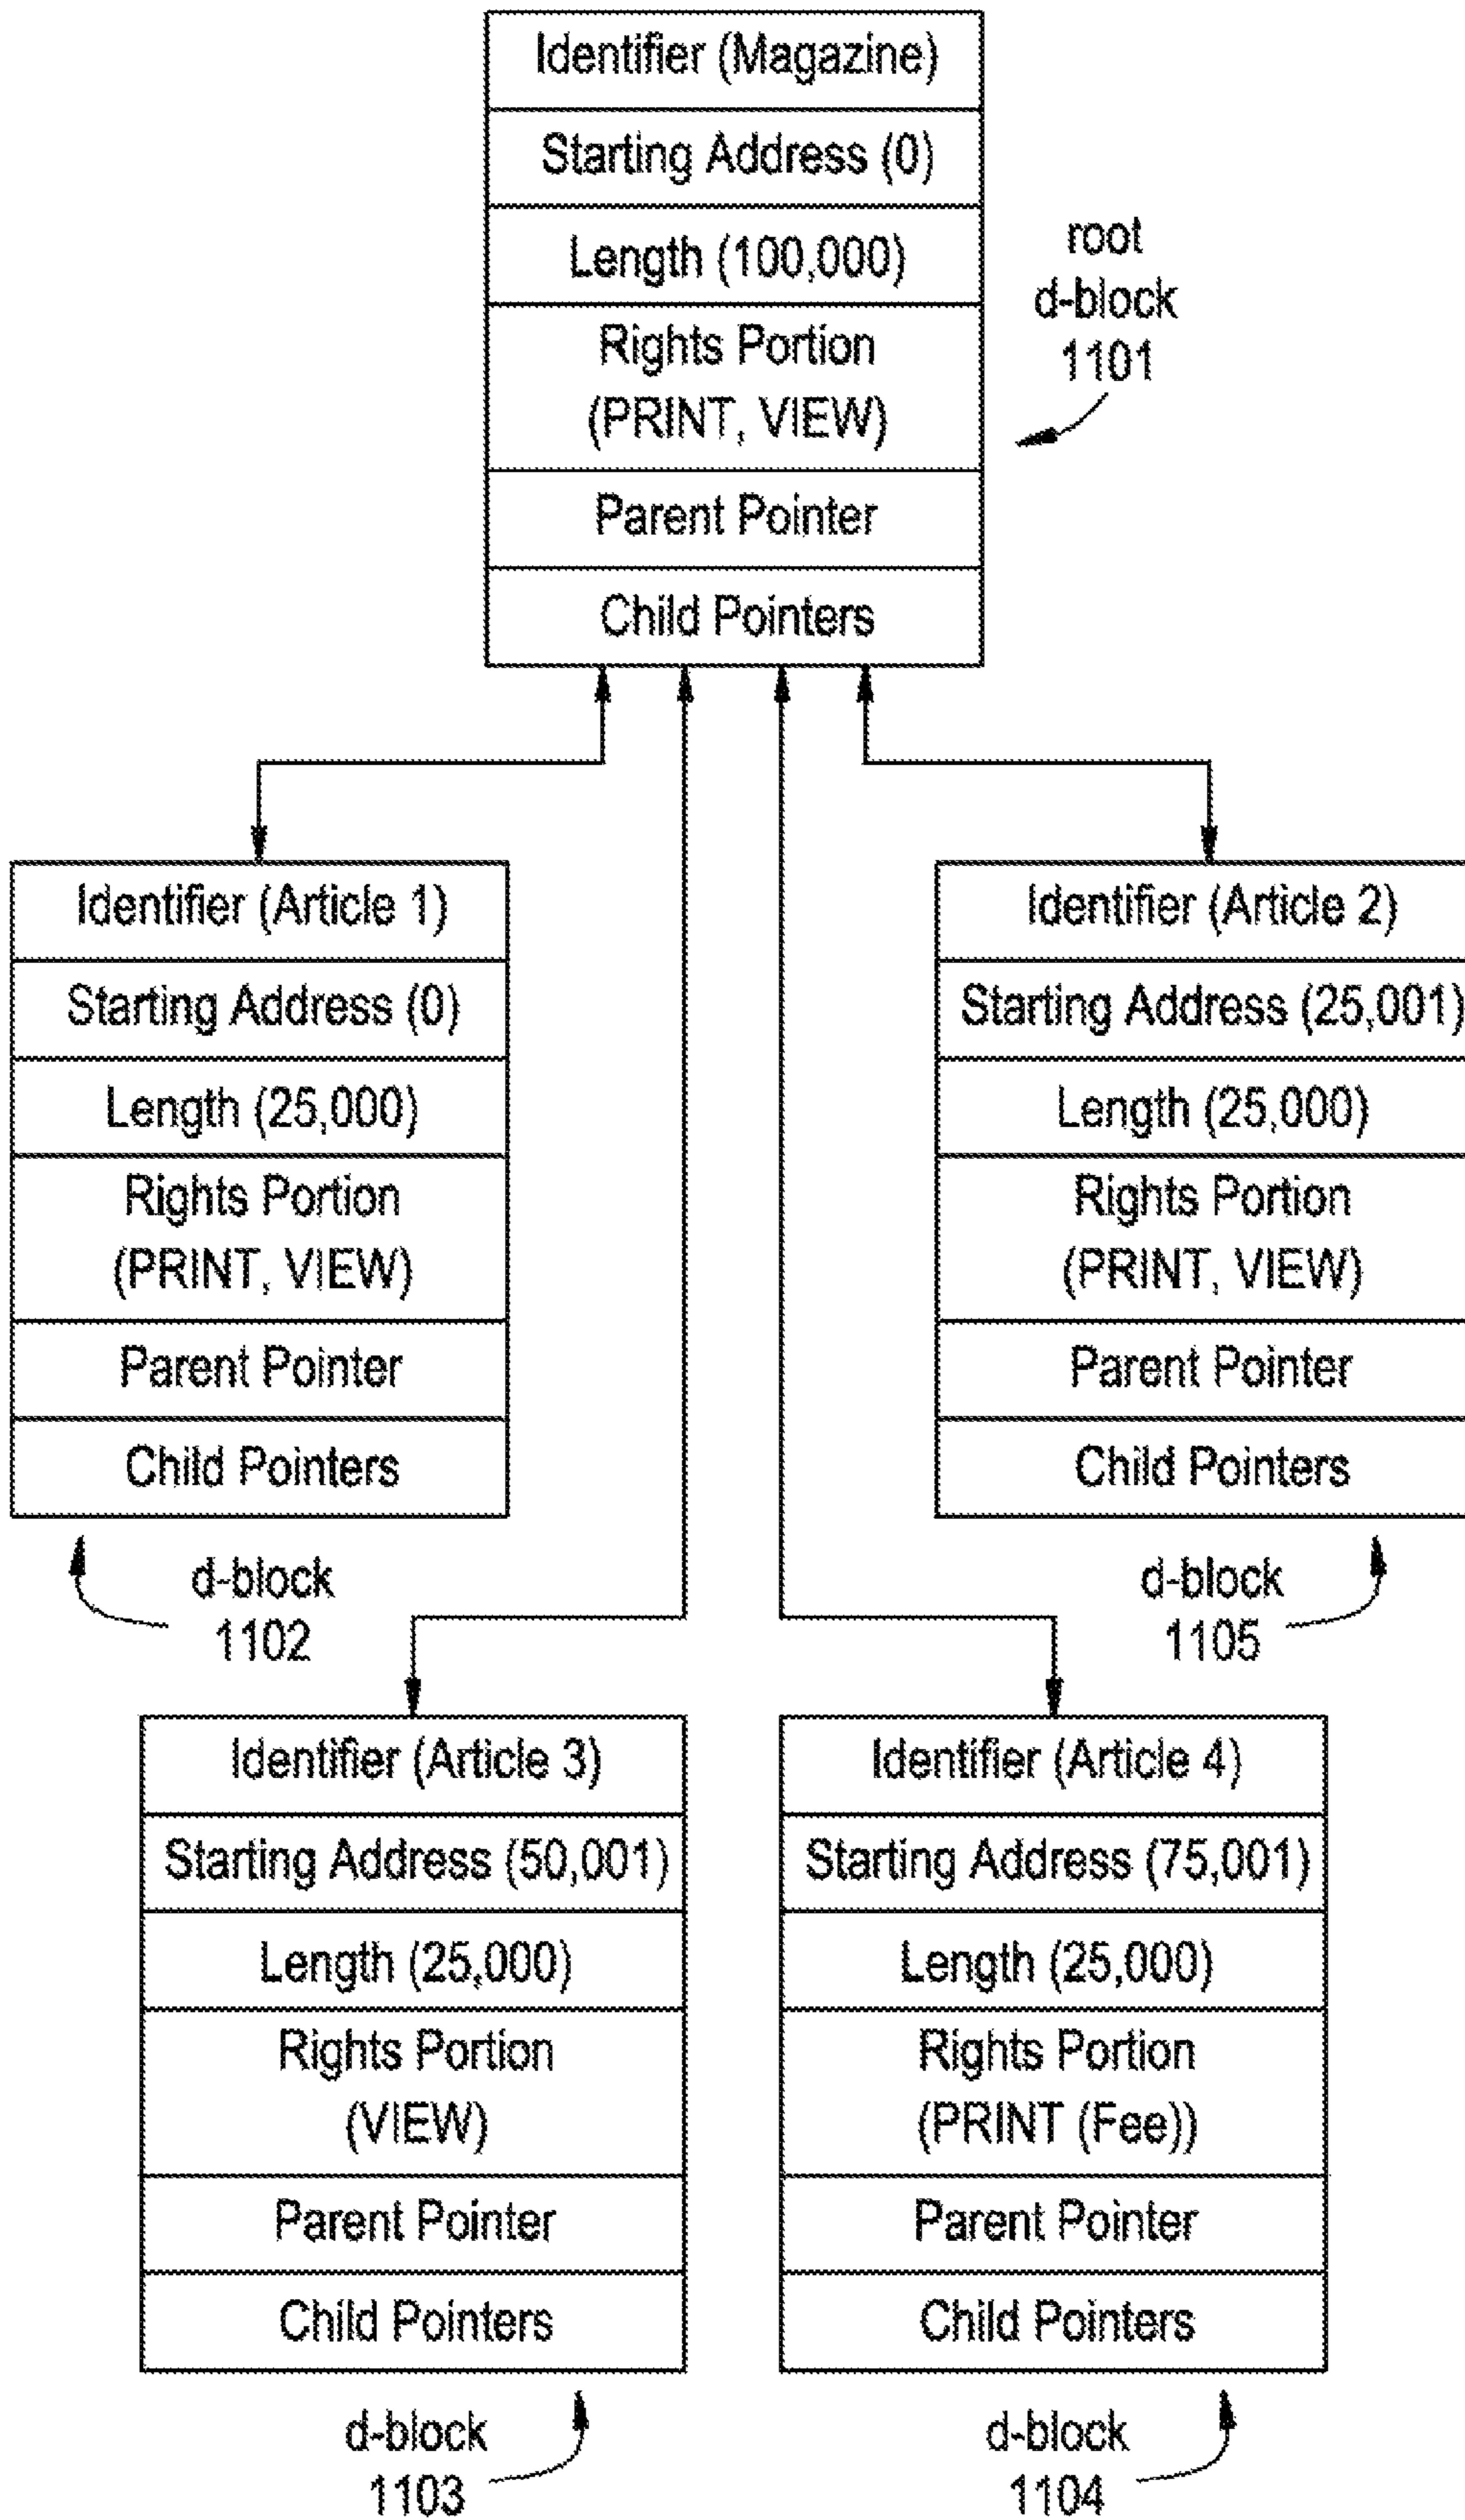 Identifier (Magazine)
Starting Address (0)
Length (100,000)
Rights Portion
(PRINT, VIEW)
Parent Pointer
Child Pointers
root
d-block
1101
Identifier (Article 1)
Starting Address (0)
Length (25,000)
Rights Portion
(PRINT, VIEW)
Parent Pointer
Child Pointers
d-block
1102
Identifier (Article 2)
Starting Address (25,001)
Length (25,000)
Rights Portion
(PRINT, VIEW)
Parent Pointer
Child Pointers
d-block
1105
Identifier (Article 3)
Starting Address (50,001)
Length (25,000)
Rights Portion
(VIEW)
Parent Pointer
Child Pointers
d-block
1103
Identifier (Article 4)
Starting Address (75,001)
Length (25,000)
Rights Portion
(PRINT (Fee))
Parent Pointer
Child Pointers
d-block
1104